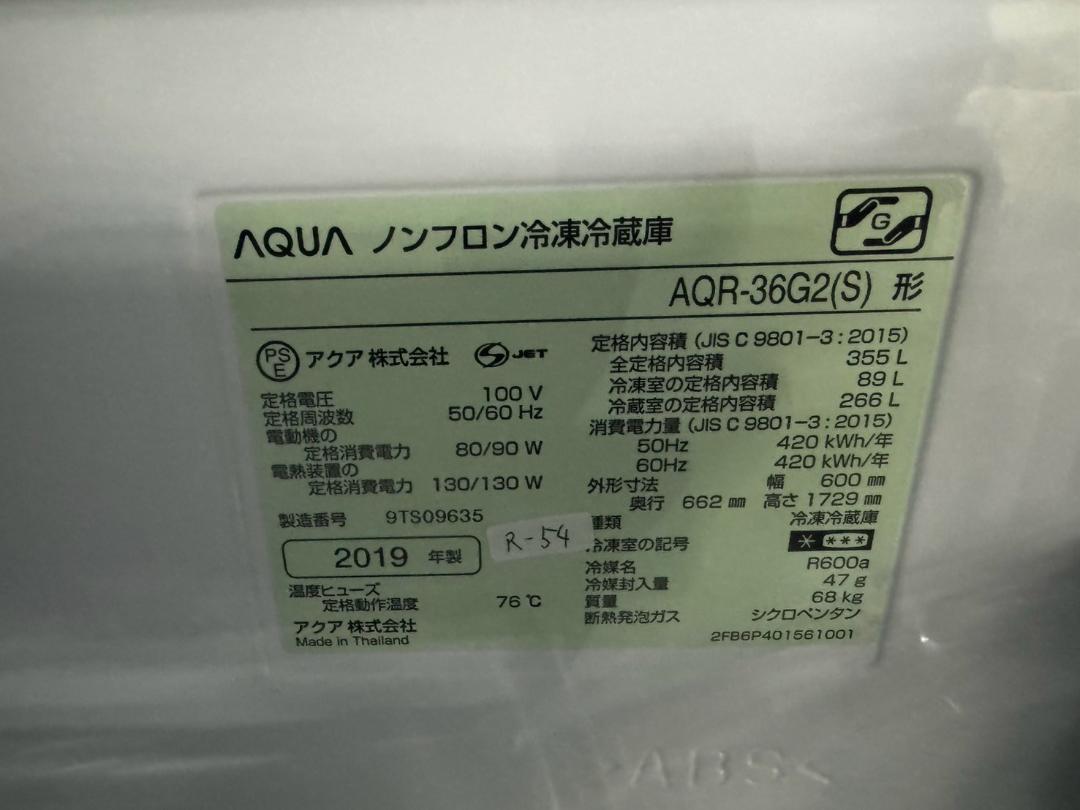 AQUA ノンフロン冷凍冷蔵庫
G
AQR-36G2(S) 形
PSE アクア 株式会社 S JET
定格電圧 100 V
定格周波数 50/60 Hz
電動機の
定格消費電力 80/90 W
電熱装置の
定格消費電力 130/130 W
製造番号 9TS09635
2019 年製
R-54
温度ヒューズ
定格動作温度 76 ℃
アクア 株式会社
Made in Thailand
定格内容積 (JIS C 9801-3:2015)
全定格内容積 355 L
冷凍室の定格内容積 89 L
冷蔵室の定格内容積 266 L
消費電力量 (JIS C 9801-3:2015)
50Hz 420 kWh/年
60Hz 420 kWh/年
外形寸法 幅 600 mm
奥行 662 mm 高さ 1729 mm
種類 冷凍冷蔵庫
冷凍室の記号 * ***
冷媒名 R600a
冷媒封入量 47 g
質量 68 kg
断熱発泡ガス シクロペンタン
2FB6P401561001
>ABS<